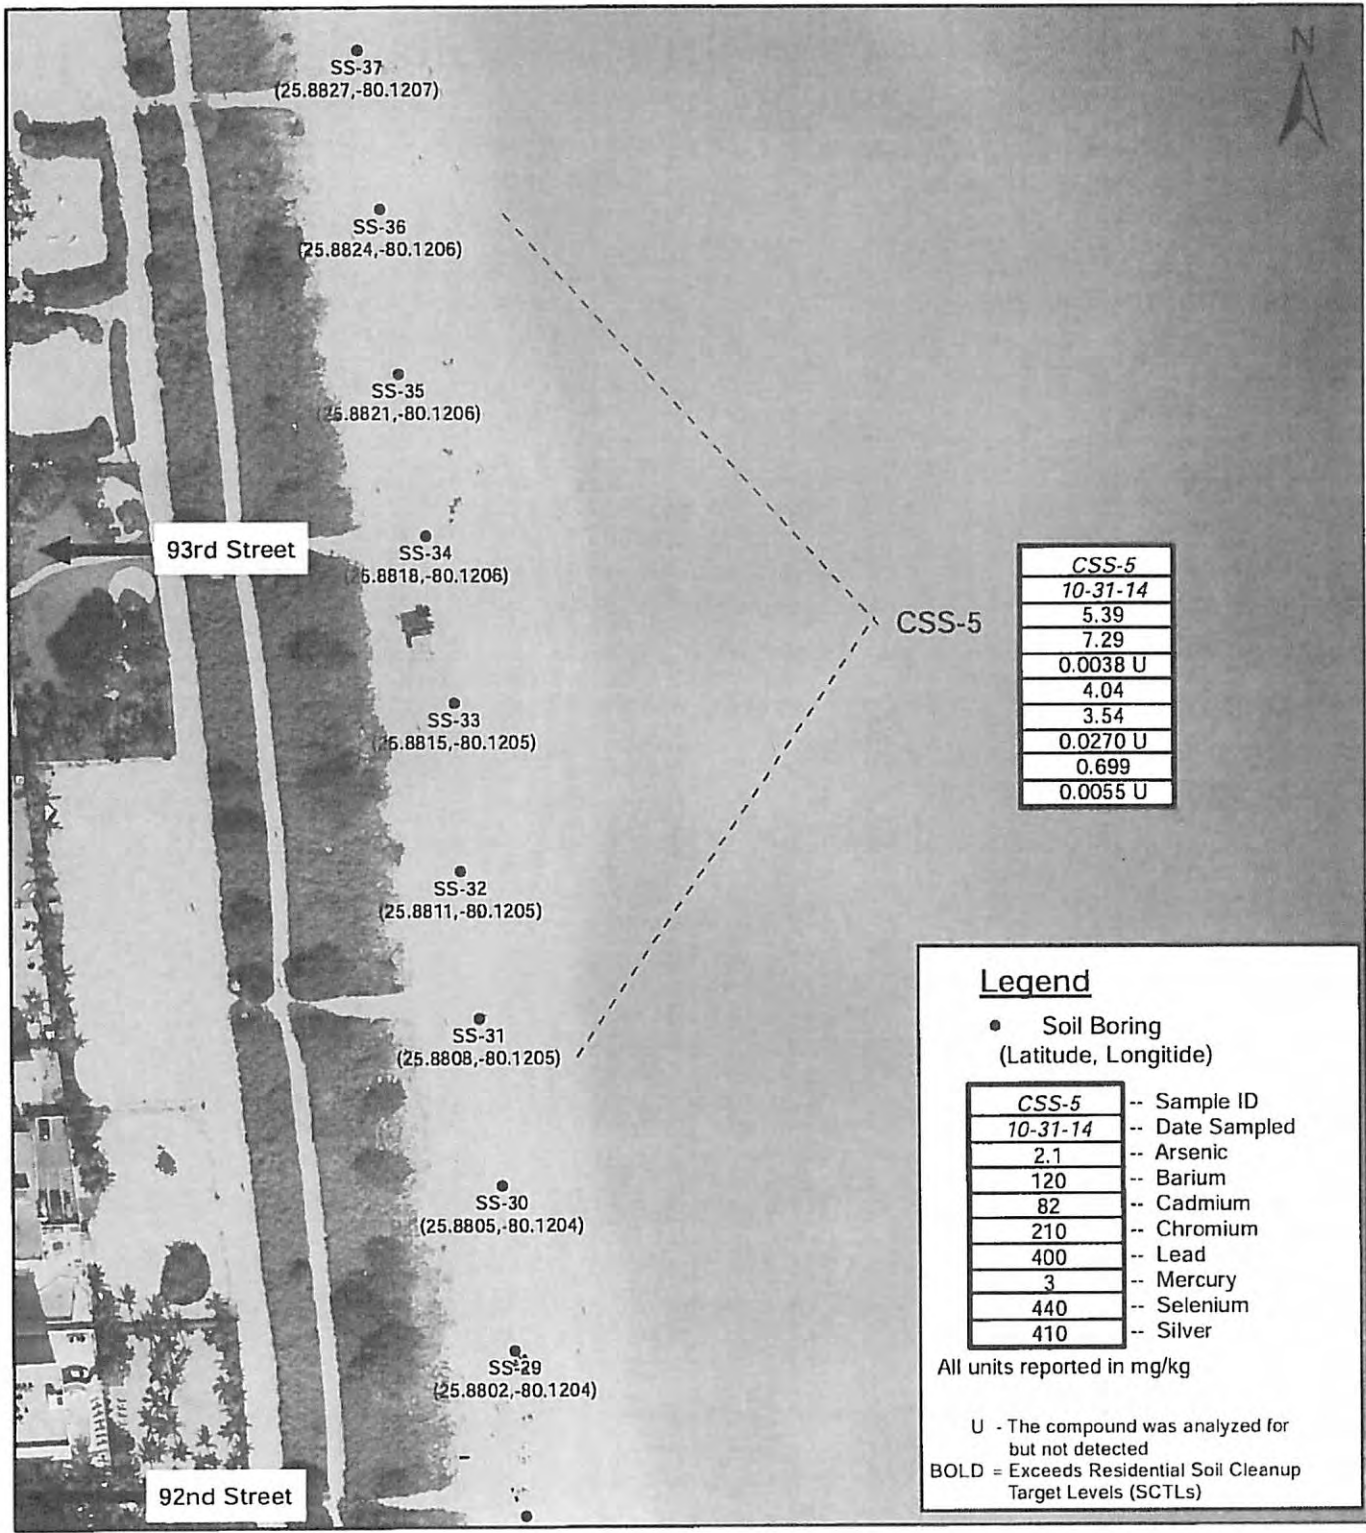 N
SS-37
(25.8827,-80.1207)
SS-36
(25.8824,-80.1206)
SS-35
(25.8821,-80.1206)
93rd Street
SS-34
(25.8818,-80.1206)
CSS-5
CSS-5
10-31-14
5.39
7.29
0.0038 U
4.04
3.54
0.0270 U
0.699
0.0055 U
SS-33
(25.8815,-80.1205)
SS-32
(25.8811,-80.1205)
SS-31
(25.8808,-80.1205)
SS-30
(25.8805,-80.1204)
SS-29
(25.8802,-80.1204)
92nd Street
Legend
Soil Boring
(Latitude, Longitide)
CSS-5 -- Sample ID
10-31-14 -- Date Sampled
2.1 -- Arsenic
120 -- Barium
82 -- Cadmium
210 -- Chromium
400 -- Lead
3 -- Mercury
440 -- Selenium
410 -- Silver
All units reported in mg/kg
U - The compound was analyzed for
but not detected
BOLD = Exceeds Residential Soil Cleanup
Target Levels (SCTLs)